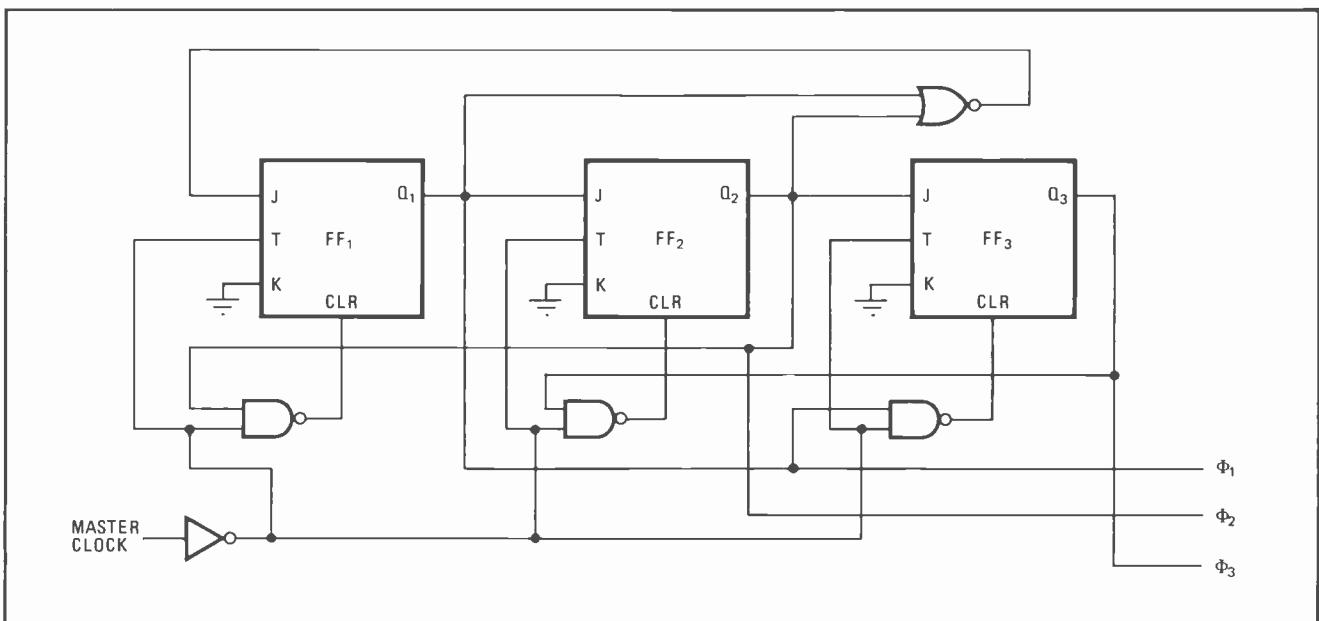 J Q₁
T FF₁
K
CLR
J Q₂
T FF₂
K
CLR
J Q₃
T FF₃
K
CLR
MASTER
CLOCK
Φ₁
Φ₂
Φ₃